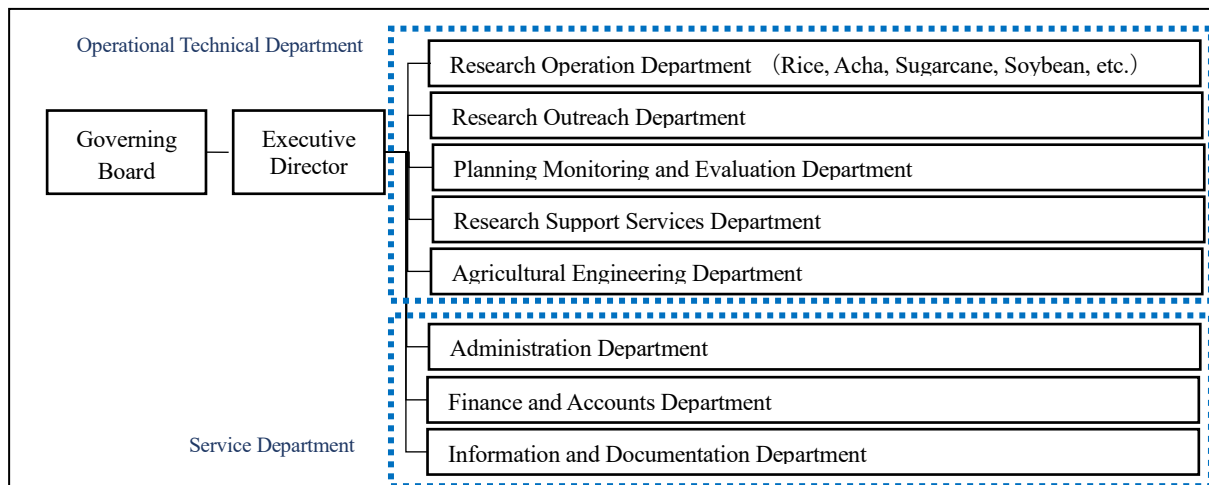 Operational Technical Department
Research Operation Department （Rice, Acha, Sugarcane, Soybean, etc.）
Research Outreach Department
Governing
Board
Executive
Director
Planning Monitoring and Evaluation Department
Research Support Services Department
Agricultural Engineering Department
Administration Department
Finance and Accounts Department
Service Department
Information and Documentation Department